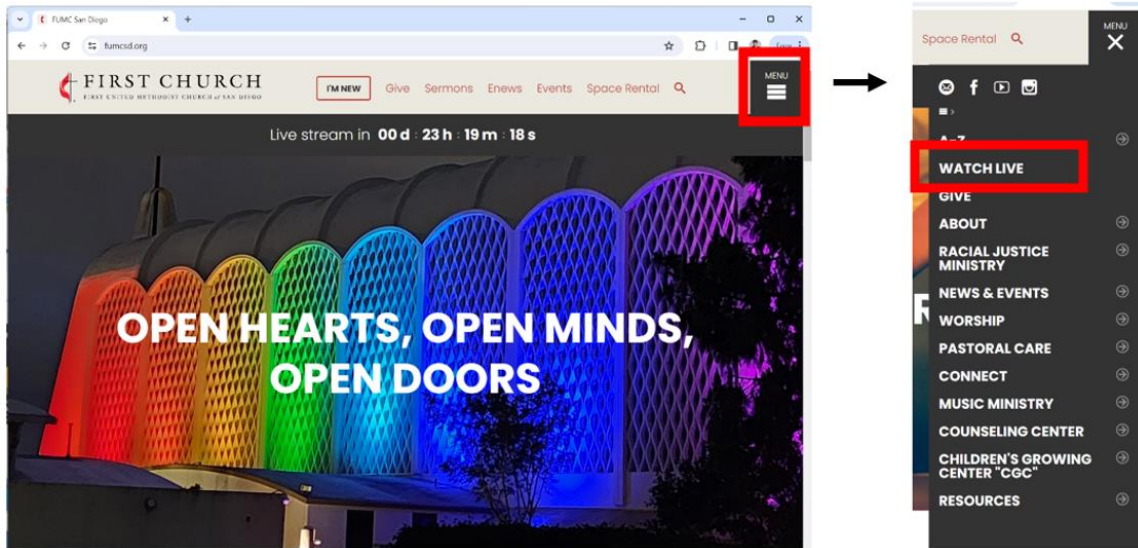 FUMC San Diego
fumcsd.org
FIRST CHURCH
FIRST UNITED METHODIST CHURCH of SAN DIEGO
I'M NEW Give Sermons Enews Events Space Rental
MENU
Live stream in 00 d : 23 h : 19 m : 18 s
OPEN HEARTS, OPEN MINDS,
OPEN DOORS
Space Rental
MENU
A-Z
WATCH LIVE
GIVE
ABOUT
RACIAL JUSTICE
MINISTRY
NEWS & EVENTS
WORSHIP
PASTORAL CARE
CONNECT
MUSIC MINISTRY
COUNSELING CENTER
CHILDREN'S GROWING
CENTER "CGC"
RESOURCES